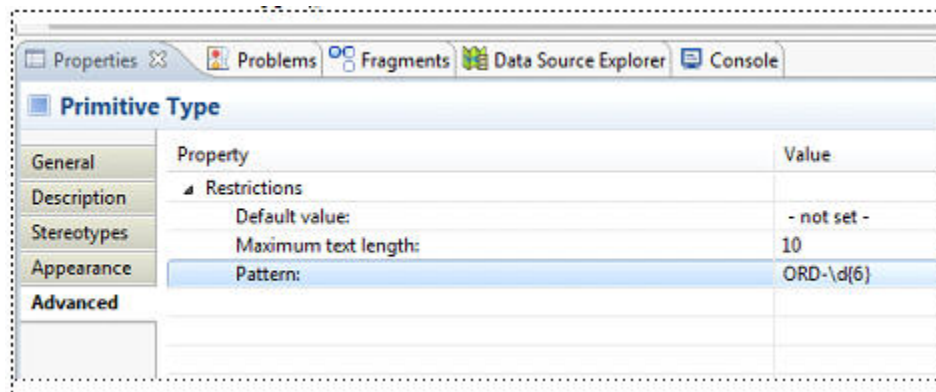 Properties Problems Fragments Data Source Explorer Console
Primitive Type
General
Description
Stereotypes
Appearance
Advanced
Property Value
Restrictions
Default value: - not set -
Maximum text length: 10
Pattern: ORD-\d{6}